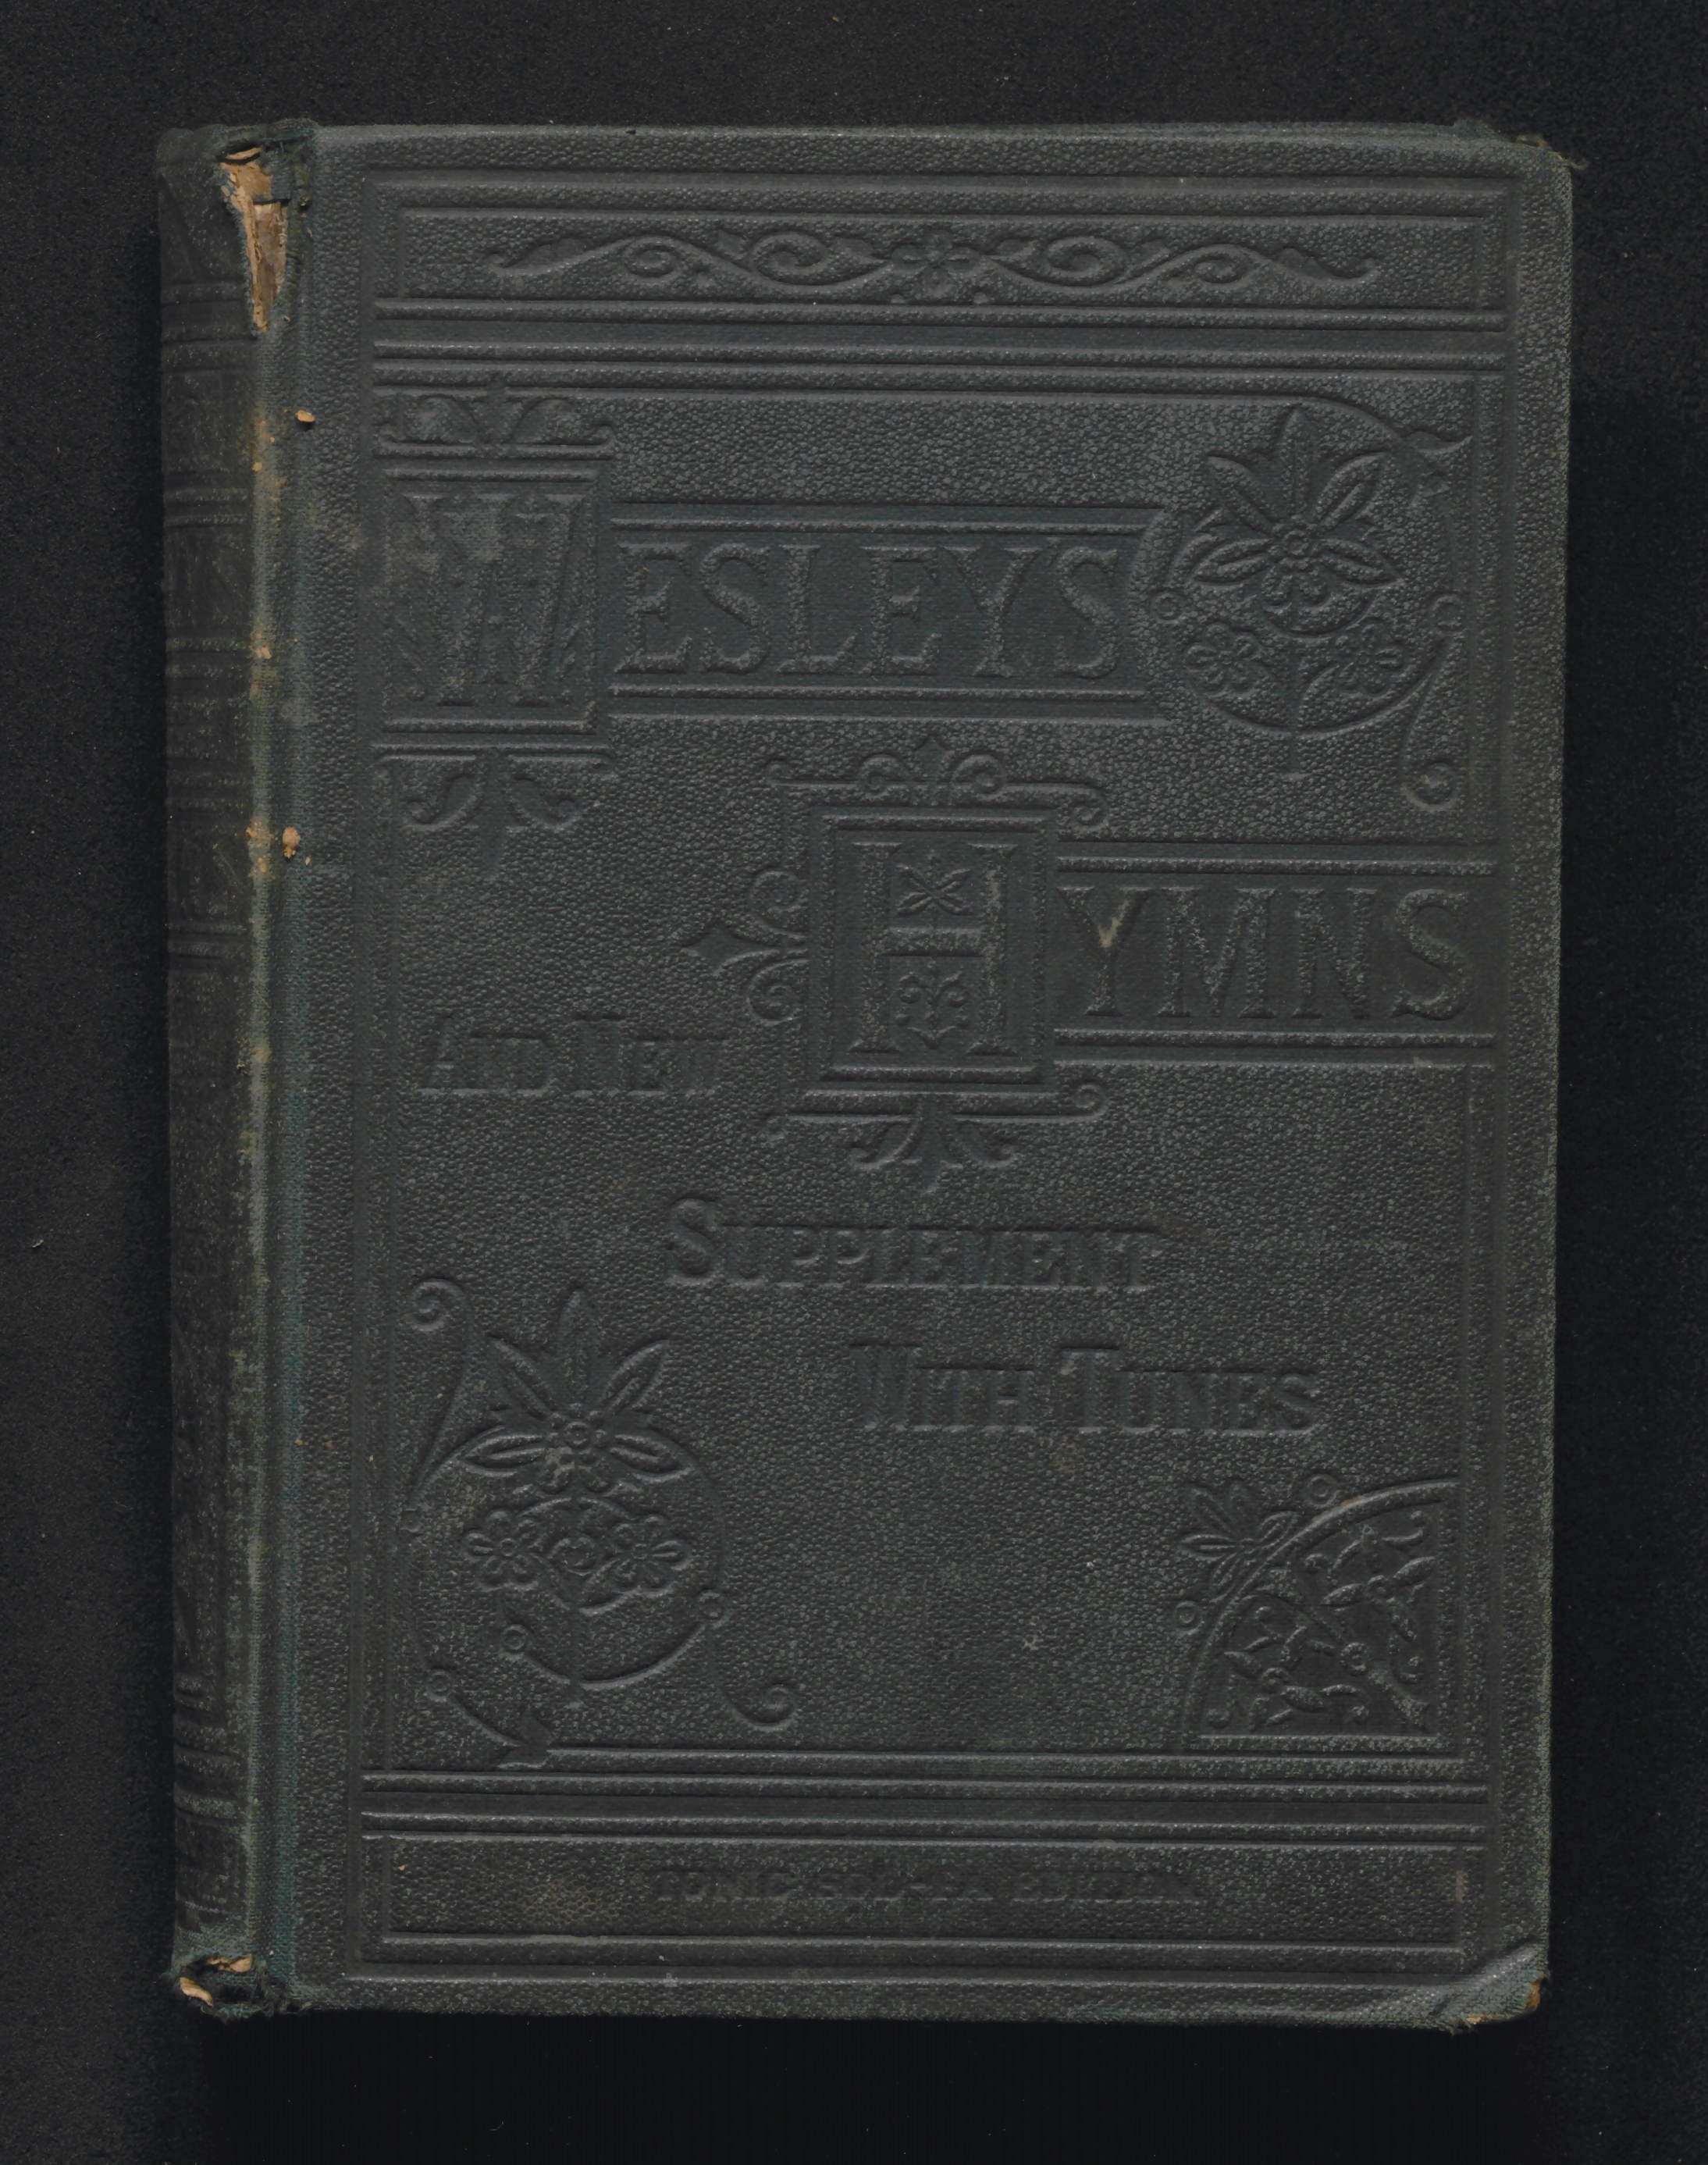 WESLEY'S
HYMNS
AND NEW
SUPPLEMENT
WITH TUNES
TONIC SOL-FA EDITION